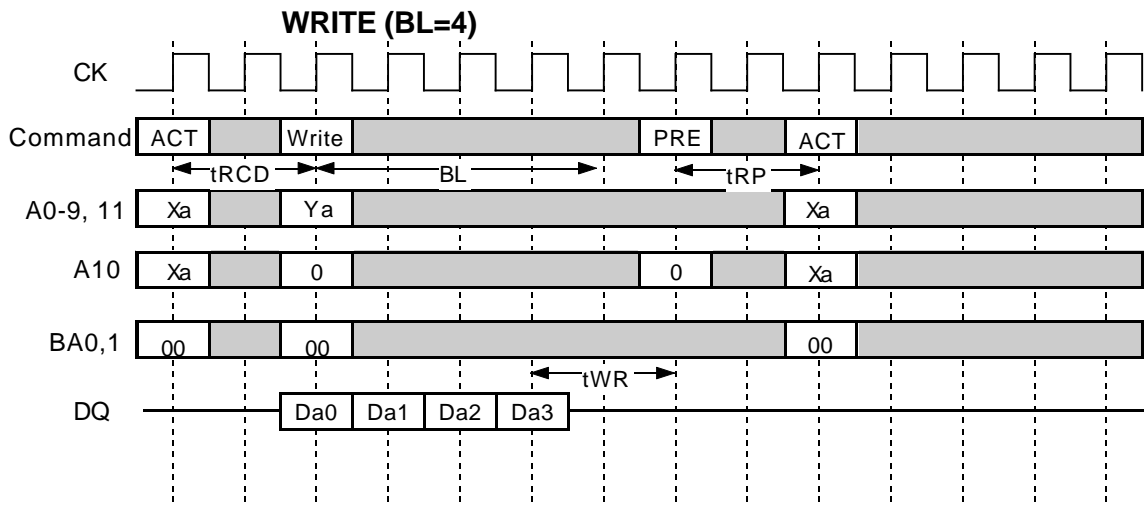 WRITE (BL=4)
CK
Command ACT Write PRE ACT
tRCD BL tRP
A0-9, 11 Xa Ya Xa
A10 Xa 0 0 Xa
BA0,1 00 00 00
tWR
DQ Da0 Da1 Da2 Da3